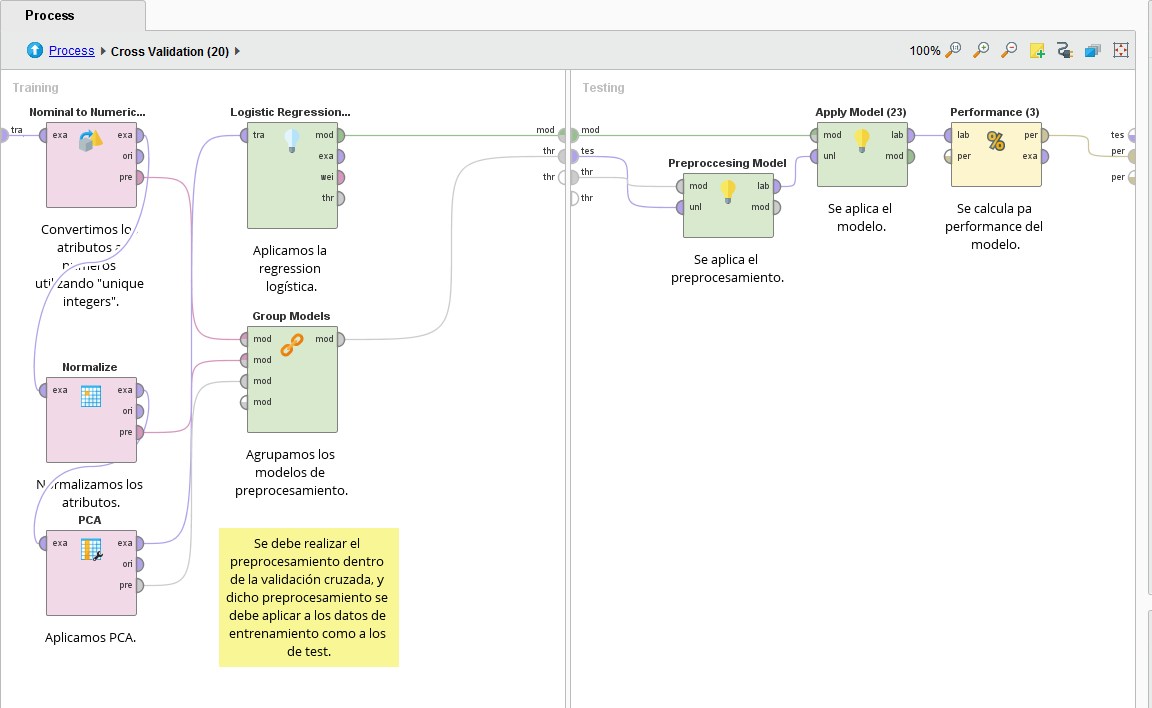 Process
Process
Cross Validation (20)
100%
Training
tra
Nominal to Numeric...
exa
exa
ori
pre
Convertimos lo
atributos a
números
utilizando "unique
integers".
Normalize
exa
exa
ori
pre
Normalizamos los
atributos.
PCA
exa
exa
ori
pre
Aplicamos PCA.
Logistic Regression...
tra
mod
exa
wei
thr
Aplicamos la
regression
logística.
Group Models
mod
mod
mod
mod
mod
Agrupamos los
modelos de
preprocesamiento.
Se debe realizar el
preprocesamiento dentro
de la validación cruzada, y
dicho preprocesamiento se
debe aplicar a los datos de
entrenamiento como a los
de test.
mod
thr
thr
Testing
mod
tes
thr
thr
Preproccesing Model
mod
unl
lab
mod
Se aplica el
preprocesamiento.
Apply Model (23)
mod
unl
lab
mod
Se aplica el
modelo.
Performance (3)
lab
per
per
exa
Se calcula pa
performance del
modelo.
tes
per
per